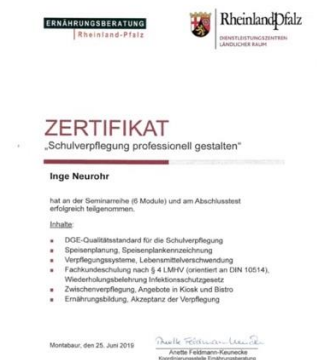 ERNÄHRUNGSBERATUNG
Rheinland-Pfalz
RheinlandPfalz
DIENSTLEISTUNGSZENTREN
LÄNDLICHER RAUM
ZERTIFIKAT
„Schulverpflegung professionell gestalten"
Inge Neurohr
hat an der Seminarreihe (6 Module) und am Abschlusstest
erfolgreich teilgenommen.
Inhalte:
DGE-Qualitätsstandard für die Schulverpflegung
Speisenplanung, Speisenplankennzeichnung
Verpflegungssysteme, Lebensmittelverschwendung
Fachkundeschulung nach § 4 LMHV (orientiert an DIN 10514),
Wiederholungsbelehrung Infektionsschutzgesetz
Zwischenverpflegung, Angebote in Kiosk und Bistro
Ernährungsbildung, Akzeptanz der Verpflegung
Montabaur, den 25. Juni 2019
Anette Feldmann-Keunecke
Koordinierungsstelle Ernährungsberatung